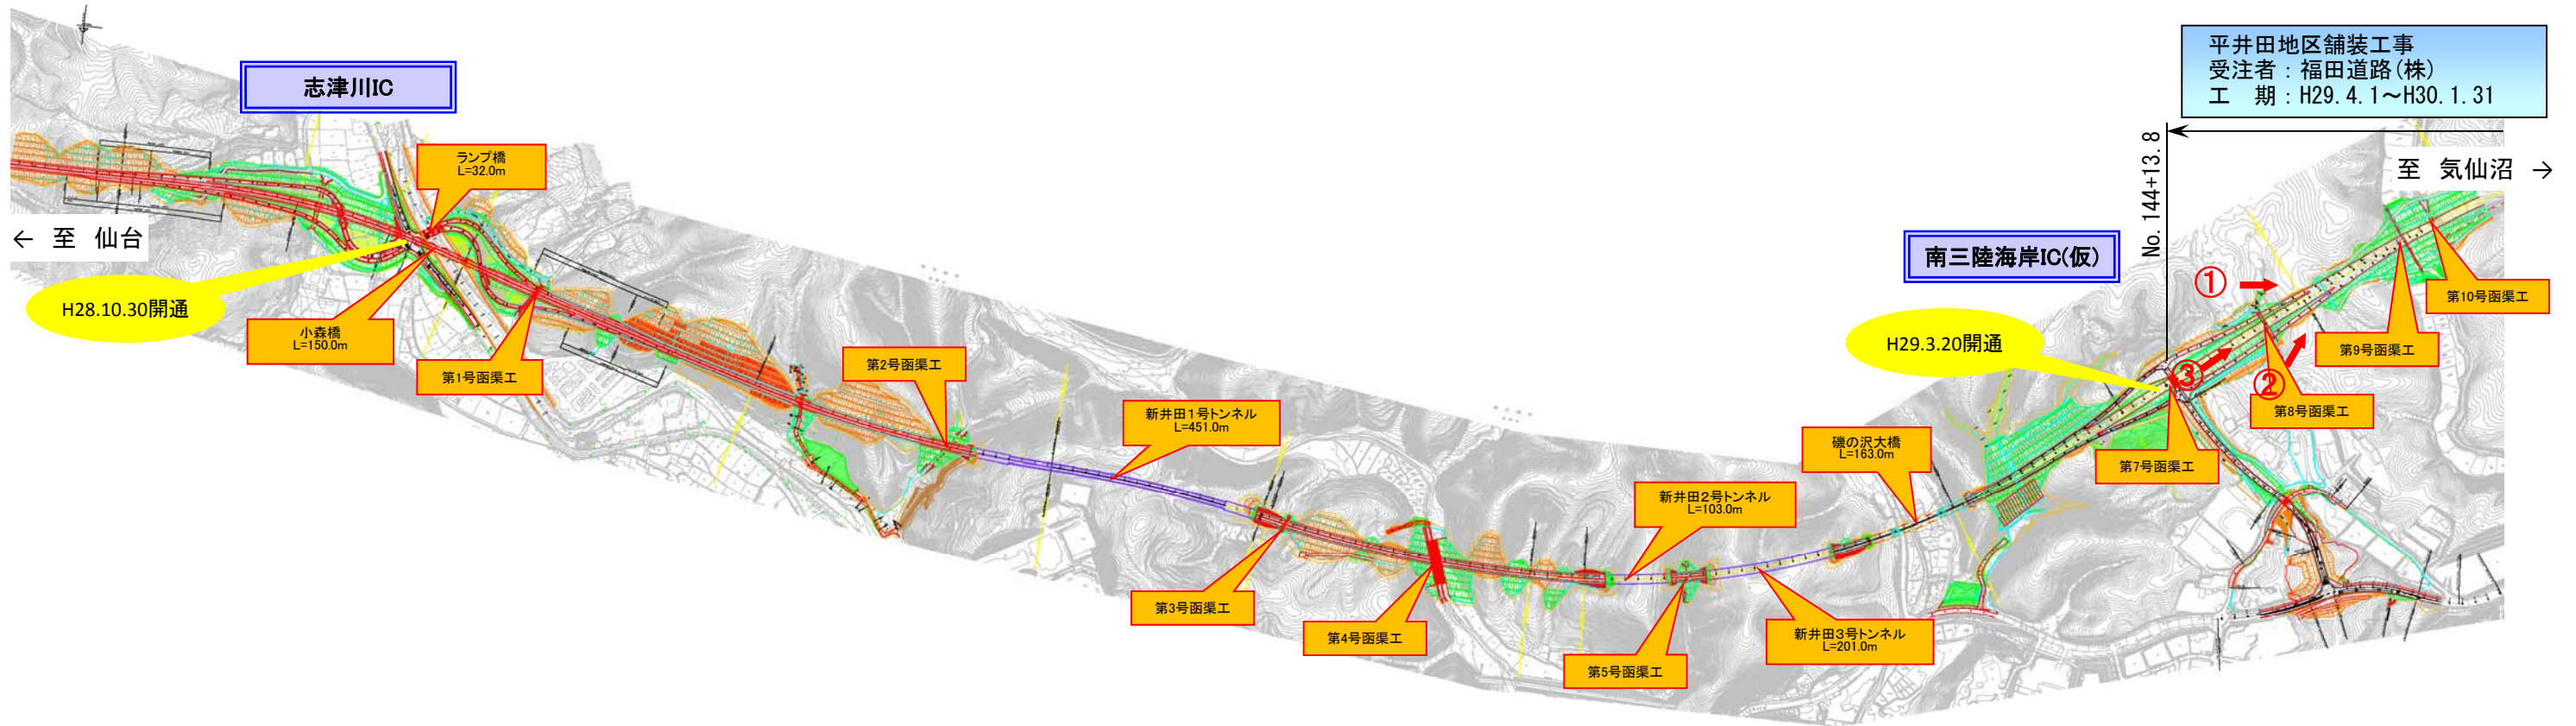 志津川IC
平井田地区舗装工事
受注者：福田道路(株)
工　期：H29.4.1～H30.1.31
No.144+13.8
至 気仙沼 →
← 至 仙台
ランプ橋
L=32.0m
H28.10.30開通
小森橋
L=150.0m
第1号函渠工
第2号函渠工
新井田1号トンネル
L=451.0m
第3号函渠工
第4号函渠工
新井田2号トンネル
L=103.0m
第5号函渠工
新井田3号トンネル
L=201.0m
磯の沢大橋
L=163.0m
南三陸海岸IC(仮)
H29.3.20開通
①
②
③
第7号函渠工
第8号函渠工
第9号函渠工
第10号函渠工